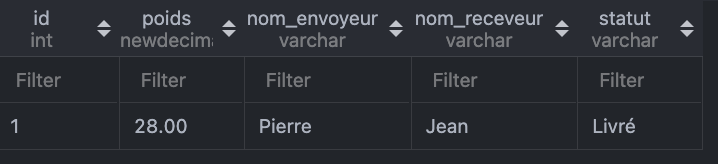 id poids nom_envoyeur nom_receveur statut
int newdecima varchar varchar varchar
Filter Filter Filter Filter Filter
1 28.00 Pierre Jean Livré